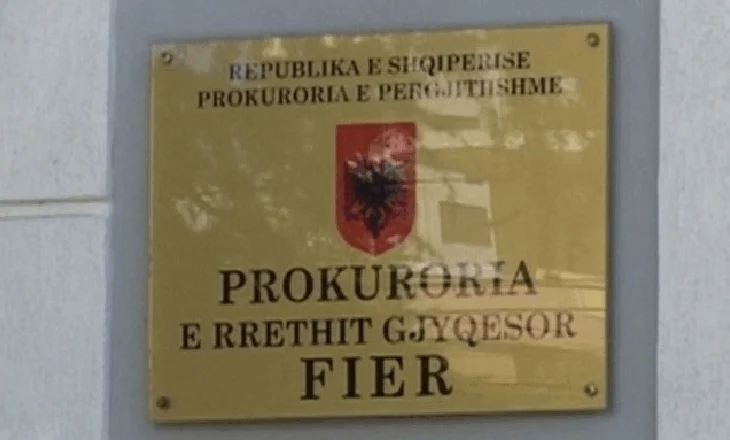 REPUBLIKA E SHQIPERISE
PROKURORIA E PERGJITHSHME
PROKURORIA
E RRETHIT GJYQESOR
FIER